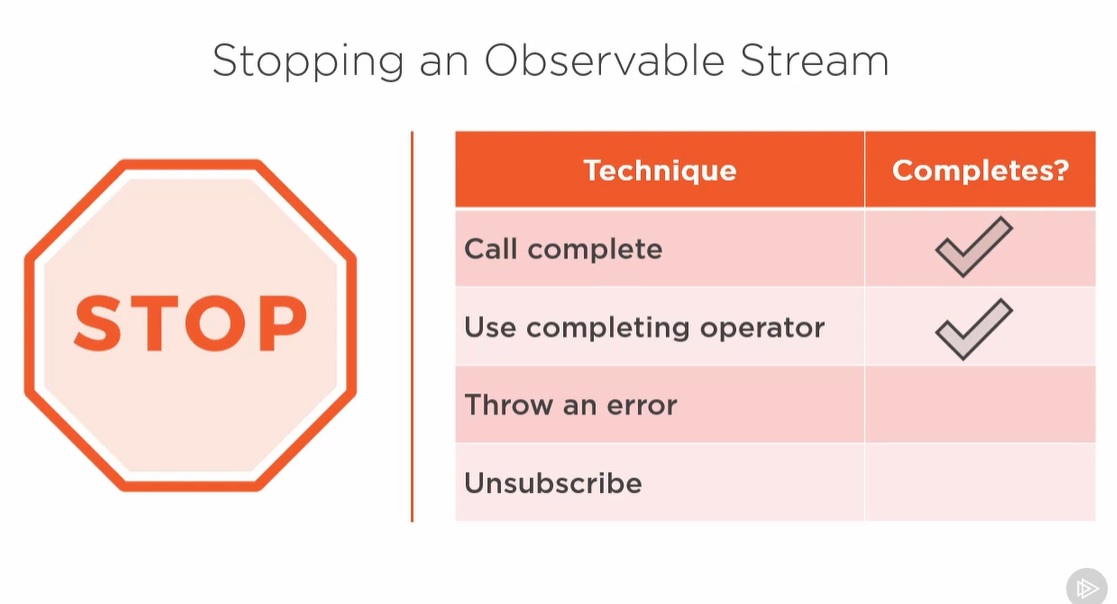 Stopping an Observable Stream
STOP
Technique
Completes?
Call complete
Use completing operator
Throw an error
Unsubscribe